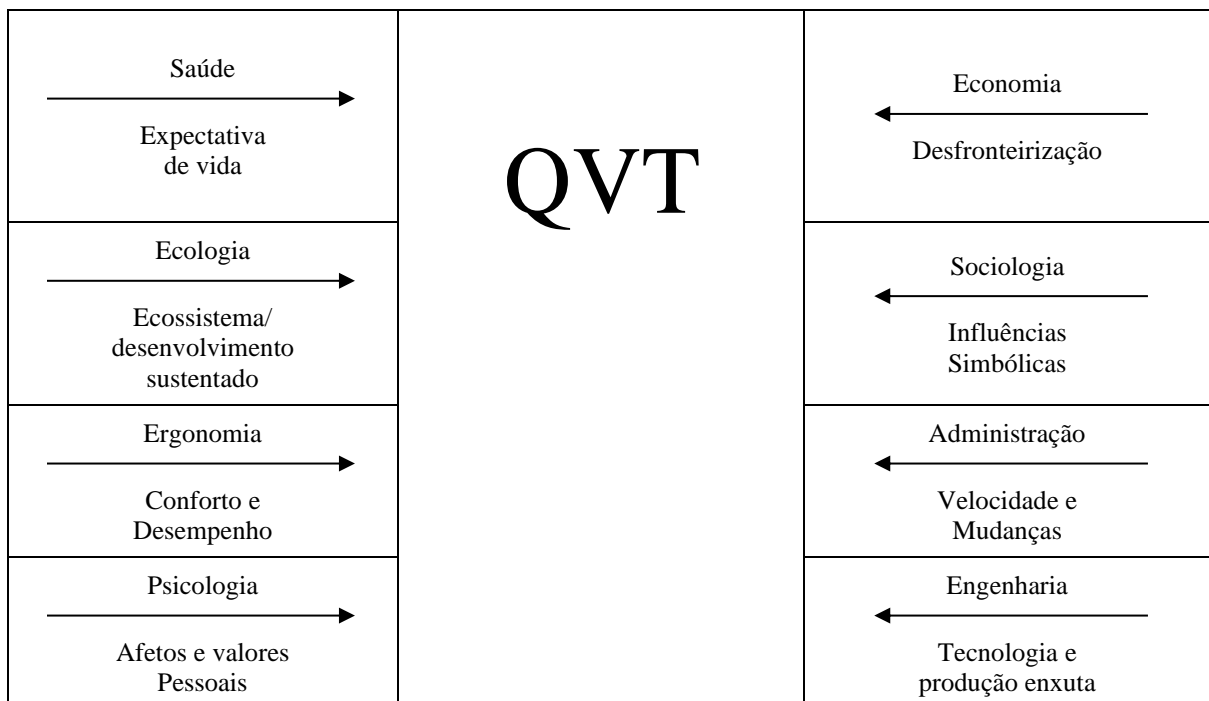 Saúde
Expectativa
de vida
Ecologia
Ecossistema/
desenvolvimento
sustentado
Ergonomia
Conforto e
Desempenho
Psicologia
Afetos e valores
Pessoais
QVT
Economia
Desfronteirização
Sociologia
Influências
Simbólicas
Administração
Velocidade e
Mudanças
Engenharia
Tecnologia e
produção enxuta